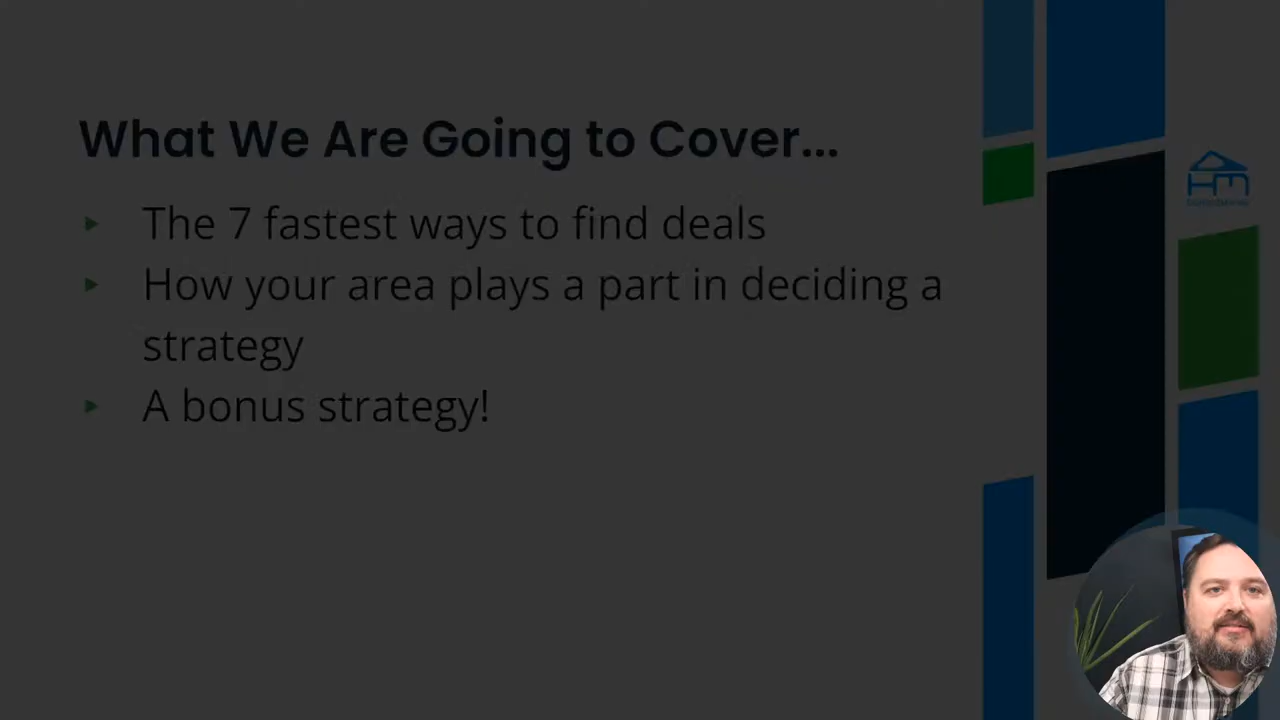 What We Are Going to Cover...
The 7 fastest ways to find deals
How your area plays a part in deciding a
strategy
A bonus strategy!